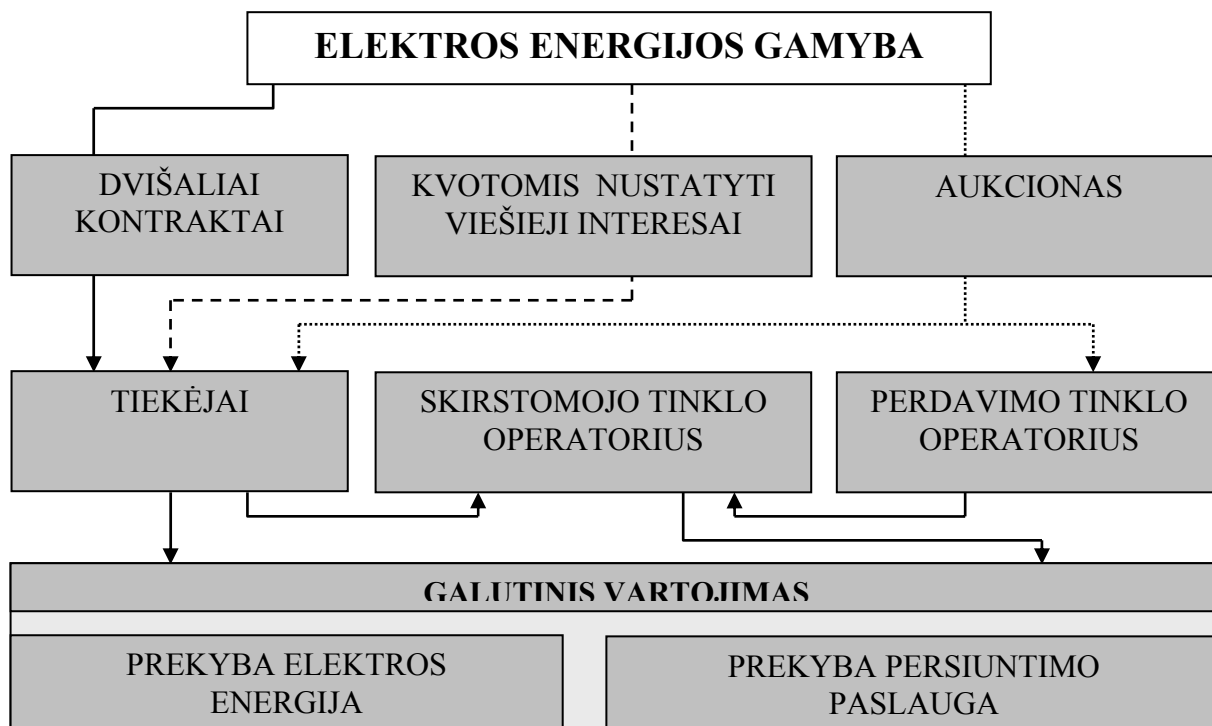 ELEKTROS ENERGIJOS GAMYBA
DVIŠALIAI
KONTRAKTAI
KVOTOMIS NUSTATYTI
VIEŠIEJI INTERESAI
AUKCIONAS
TIEKĖJAI
SKIRSTOMOJO TINKLO
OPERATORIUS
PERDAVIMO TINKLO
OPERATORIUS
GALUTINIS VARTOJIMAS
PREKYBA ELEKTROS
ENERGIJA
PREKYBA PERSIUNTIMO
PASLAUGA